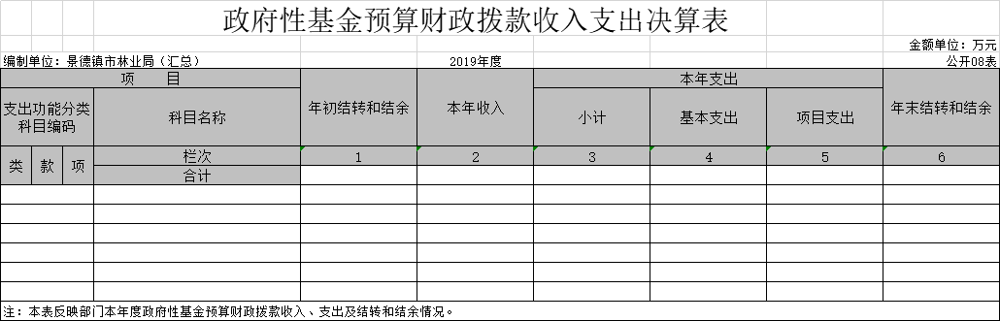 政府性基金预算财政拨款收入支出决算表
金额单位：万元
编制单位：景德镇市林业局（汇总） 2019年度 公开08表
项 目 年初结转和结余 本年收入 本年支出 年末结转和结余
支出功能分类科目编码 科目名称 小计 基本支出 项目支出
类 款 项 栏次 1 2 3 4 5 6
合计
注：本表反映部门本年度政府性基金预算财政拨款收入、支出及结转和结余情况。